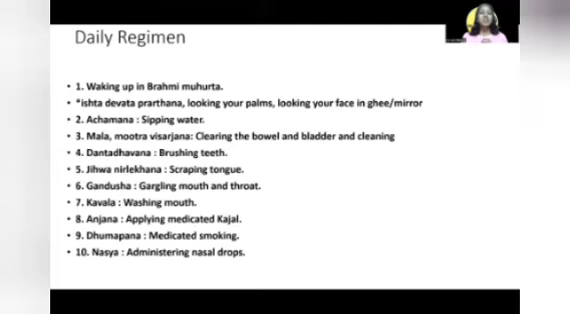 Daily Regimen
• 1. Waking up in Brahmi muhurta.
• *ishta devata prarthana, looking your palms, looking your face in ghee/mirror
• 2. Achamana : Sipping water.
• 3. Mala, mootra visarjana: Clearing the bowel and bladder and cleaning
• 4. Dantadhavana : Brushing teeth.
• 5. Jihwa nirlekhana : Scraping tongue.
• 6. Gandusha : Gargling mouth and throat.
• 7. Kavala : Washing mouth.
• 8. Anjana : Applying medicated Kajal.
• 9. Dhumapana : Medicated smoking.
• 10. Nasya : Administering nasal drops.